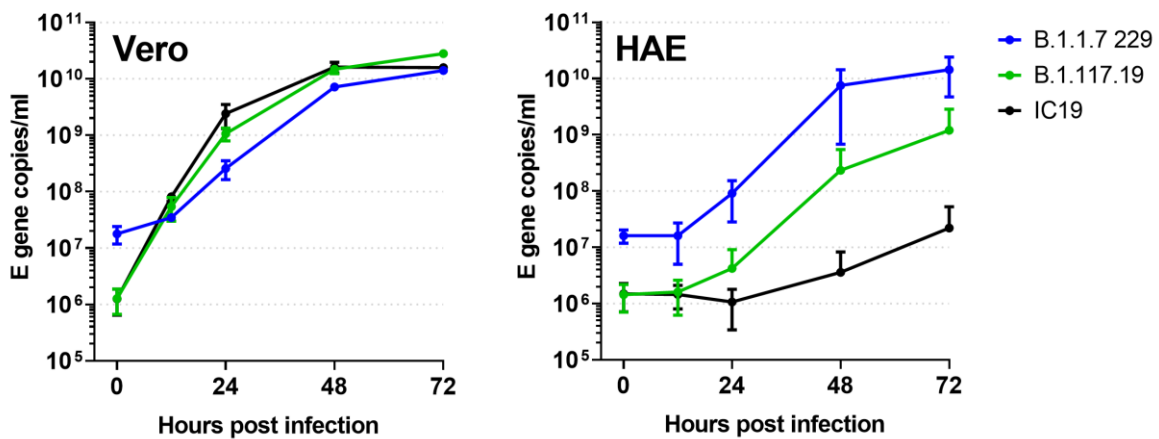 Vero
E gene copies/ml
10¹¹
10¹⁰
10⁹
10⁸
10⁷
10⁶
10⁵
0 24 48 72
Hours post infection
HAE
E gene copies/ml
10¹¹
10¹⁰
10⁹
10⁸
10⁷
10⁶
10⁵
0 24 48 72
Hours post infection
B.1.1.7 229
B.1.117.19
IC19